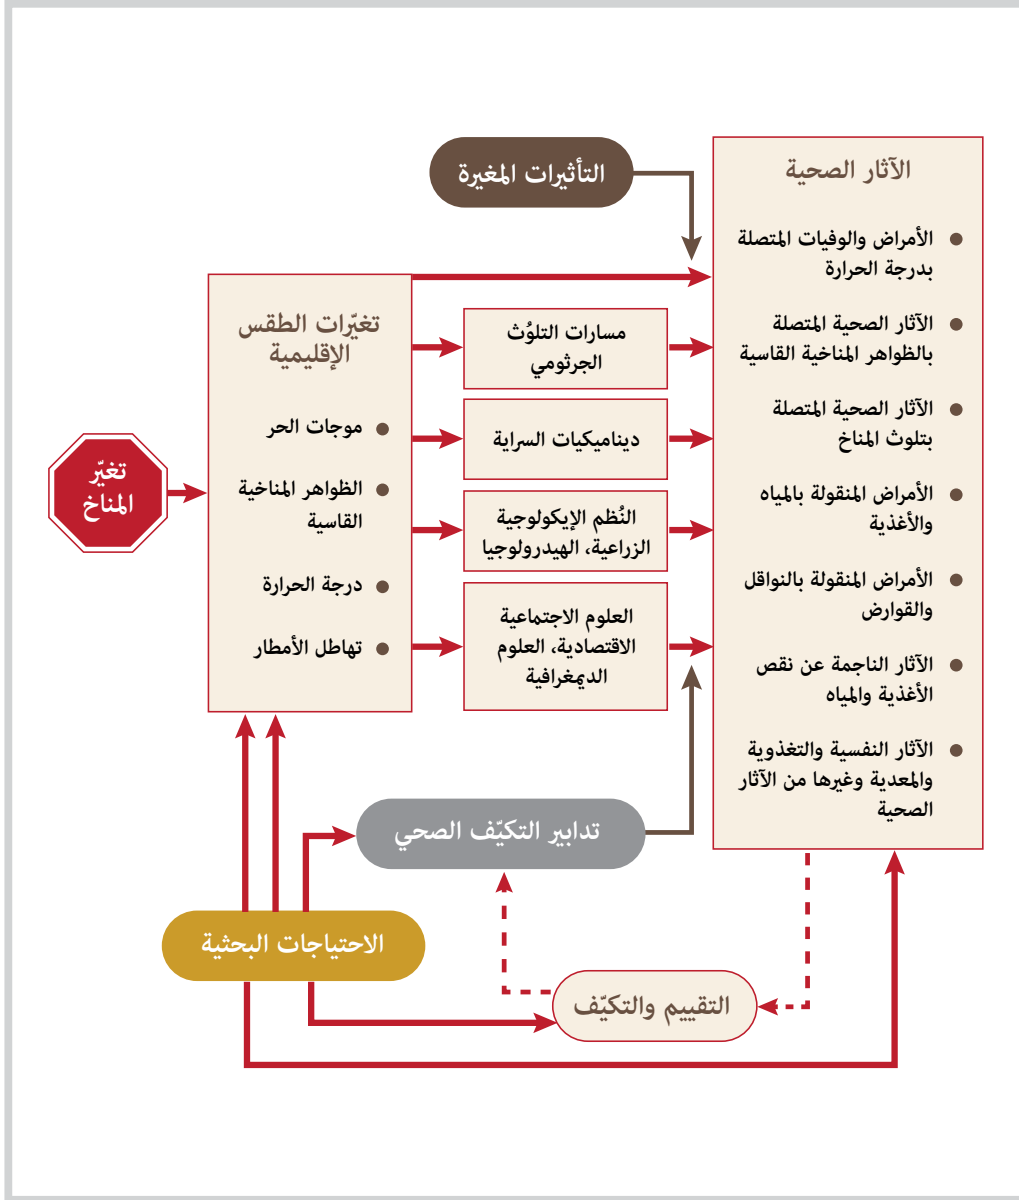 التأثيرات المغيرة
الآثار الصحية
الأمراض والوفيات المتصلة
بدرجة الحرارة
الآثار الصحية المتصلة
بالظواهر المناخية القاسية
الآثار الصحية المتصلة
بتلوث المناخ
الأمراض المنقولة بالمياه
والأغذية
الأمراض المنقولة بالنواقل
والقوارض
الآثار الناجمة عن نقص
الأغذية والمياه
الآثار النفسية والتغذوية
والمعدية وغيرها من الآثار
الصحية
مسارات التلوُث
الجرثومي
ديناميكيات السراية
النُظم الإيكولوجية
الزراعية، الهيدرولوجيا
العلوم الاجتماعية
الاقتصادية، العلوم
الديمغرافية
تغيّرات الطقس
الإقليمية
موجات الحر
الظواهر المناخية
القاسية
درجة الحرارة
تهاطل الأمطار
تغيّر
المناخ
تدابير التكيّف الصحي
الاحتياجات البحثية
التقييم والتكيّف